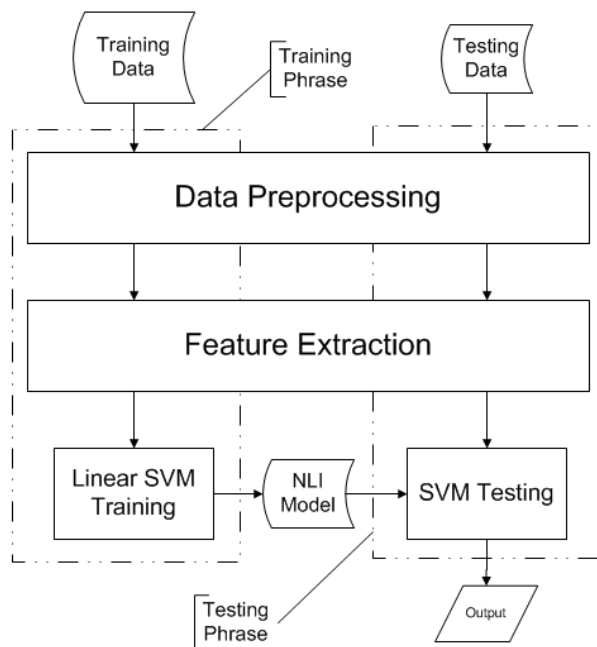 Training
Data
Training
Phrase
Testing
Data
Data Preprocessing
Feature Extraction
Linear SVM
Training
NLI
Model
SVM Testing
Testing
Phrase
Output